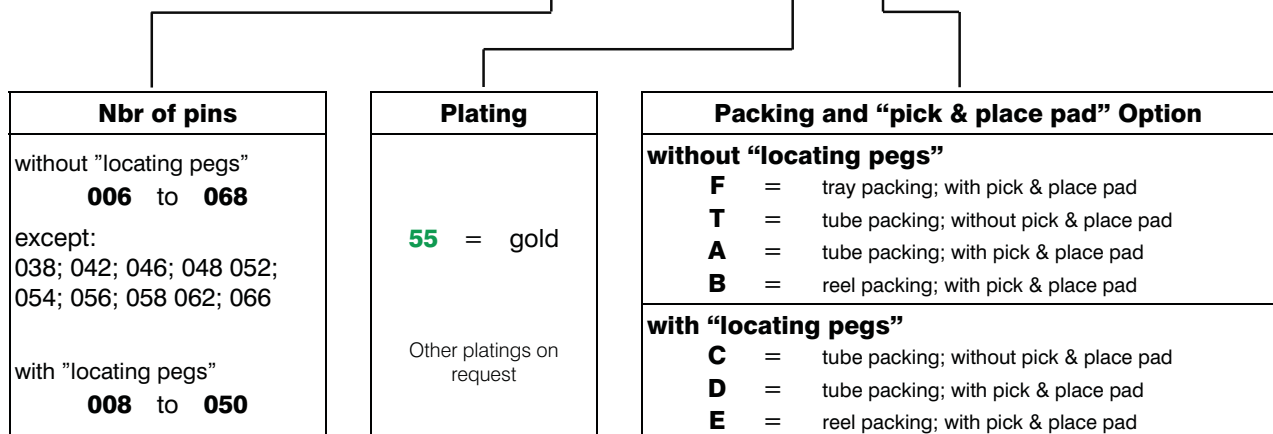 Nbr of pins
without "locating pegs"
006 to 068
except:
038; 042; 046; 048 052;
054; 056; 058 062; 066
with "locating pegs"
008 to 050
Plating
55 = gold
Other platings on
request
Packing and “pick & place pad” Option
without “locating pegs”
F = tray packing; with pick & place pad
T = tube packing; without pick & place pad
A = tube packing; with pick & place pad
B = reel packing; with pick & place pad
with “locating pegs”
C = tube packing; without pick & place pad
D = tube packing; with pick & place pad
E = reel packing; with pick & place pad